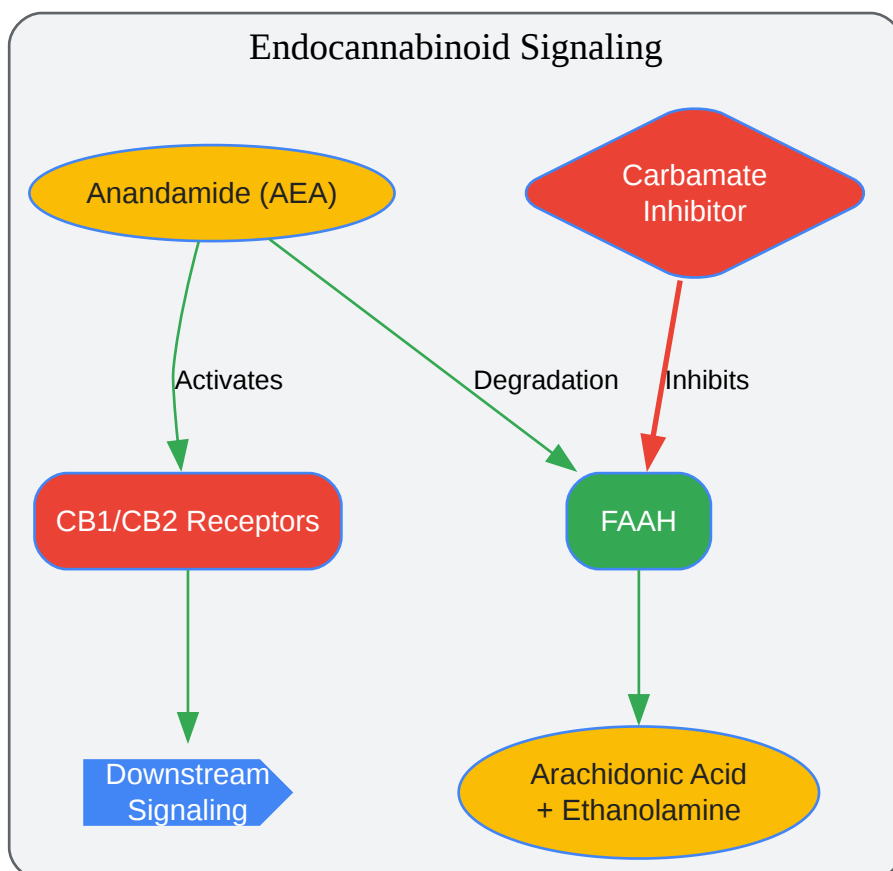 Endocannabinoid Signaling
Anandamide (AEA)
Carbamate
Inhibitor
Activates
Degradation
Inhibits
CB1/CB2 Receptors
FAAH
Downstream
Signaling
Arachidonic Acid
+ Ethanolamine